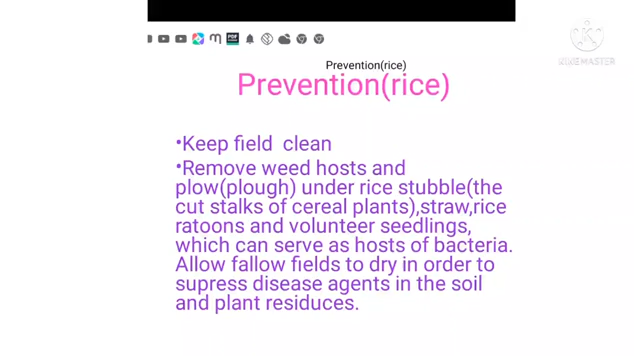 PDF
KINEMASTER
Prevention(rice)
Prevention(rice)
•Keep field clean
•Remove weed hosts and
plow(plough) under rice stubble(the
cut stalks of cereal plants),straw,rice
ratoons and volunteer seedlings,
which can serve as hosts of bacteria.
Allow fallow fields to dry in order to
supress disease agents in the soil
and plant residuces.